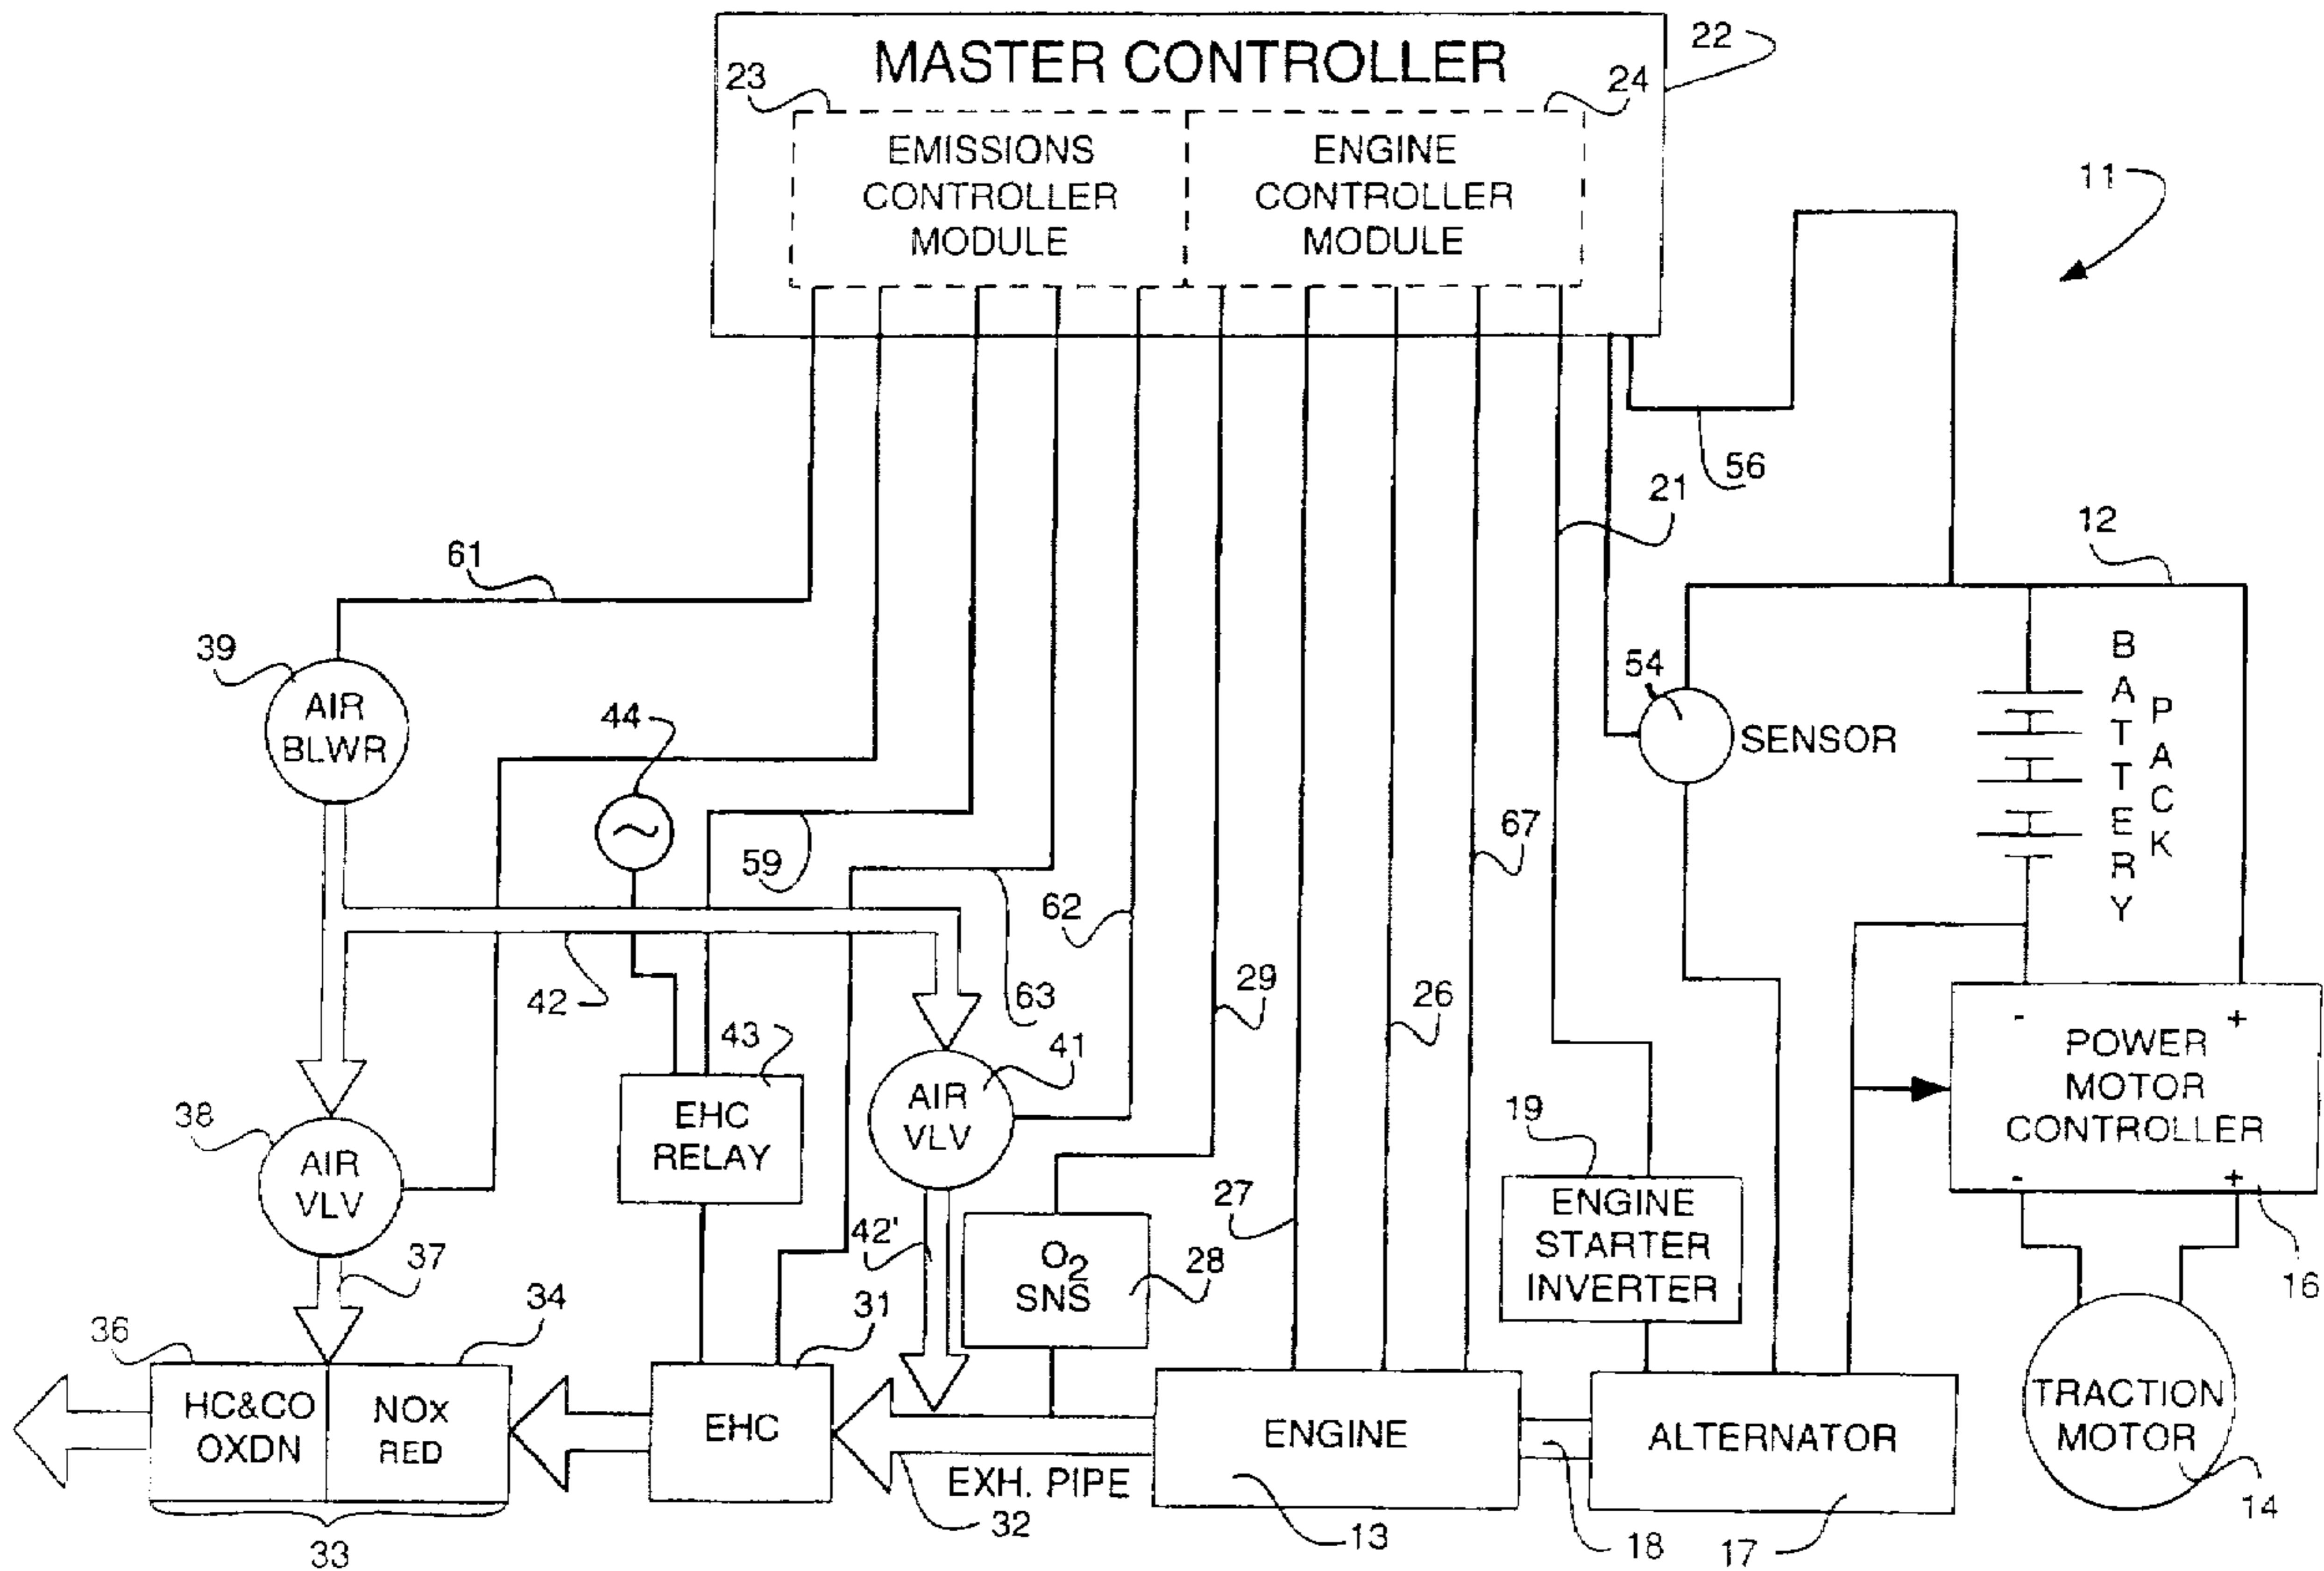 MASTER CONTROLLER
22
23
24
EMISSIONS
CONTROLLER
MODULE
ENGINE
CONTROLLER
MODULE
11
56
21
12
61
39
AIR
BLWR
44
54
SENSOR
BATTERY
PACK
59
67
62
42
63
29
26
43
41
EHC
RELAY
AIR
VLV
38
AIR
VLV
- +
POWER
MOTOR
CONTROLLER
- +
19
ENGINE
STARTER
INVERTER
27
42'
O2
SNS
28
37
16
36
34
31
HC&CO
OXDN
NOX
RED
EHC
ENGINE
ALTERNATOR
TRACTION
MOTOR
EXH. PIPE
32
13
18
17
14
33